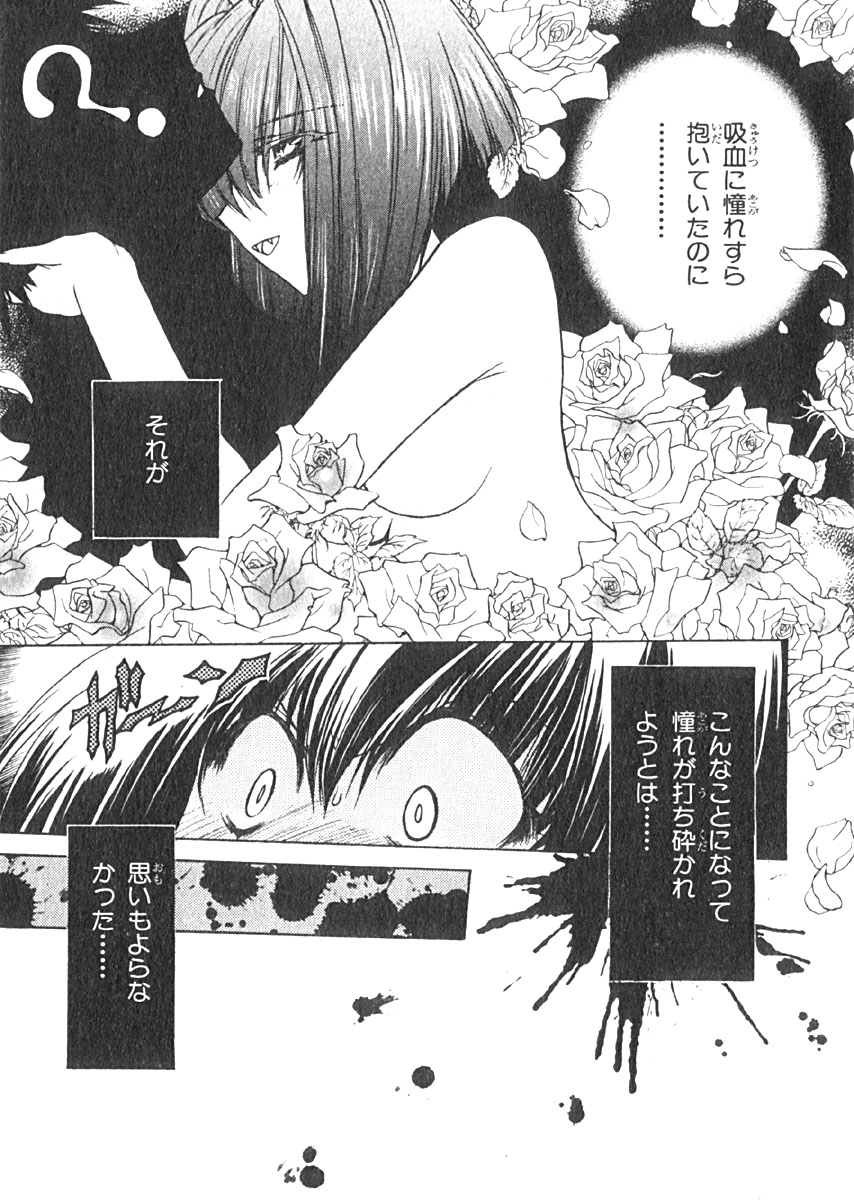 吸血に憧れすら
抱いていたのに
…………
それが
こんなことになって
憧れが打ち砕かれ
ようとは……
ガーン
思いもよらな
かった……
?